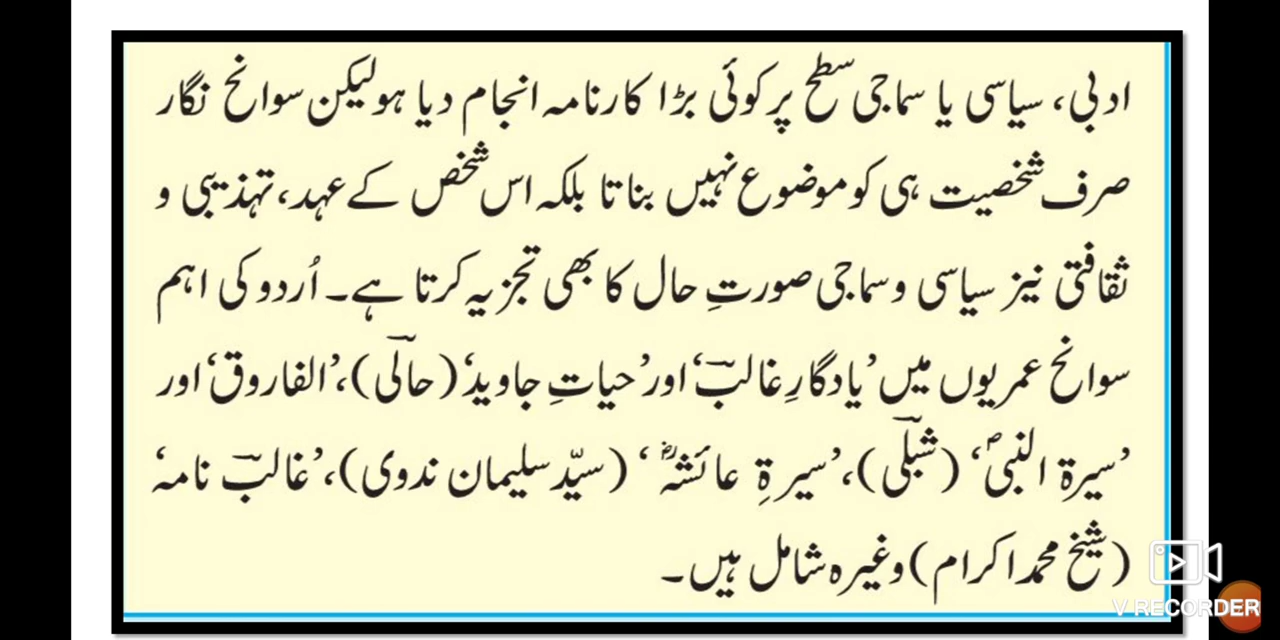 ادبی، سیاسی یا سماجی سطح پر کوئی بڑا کارنامہ انجام دیا ہو لیکن سوانح نگار
صرف شخصیت ہی کو موضوع نہیں بناتا بلکہ اس شخص کے عہد، تہذیبی و
ثقافتی نیز سیاسی و سماجی صورتِ حال کا بھی تجزیہ کرتا ہے۔ اُردو کی اہم
سوانح عمریوں میں ’یادگارِ غالبؔ‘ اور ’حیاتِ جاوید‘ (حالؔی)، ’الفاروق‘ اور
’سیرۃ النبیؐ‘ (شبلؔی)، ’سیرۃِ عائشہؓ‘ (سیّد سلیمان ندوی)، ’غالبؔ نامہ‘
(شیخ محمد اکرام) وغیرہ شامل ہیں۔
V RECORDER